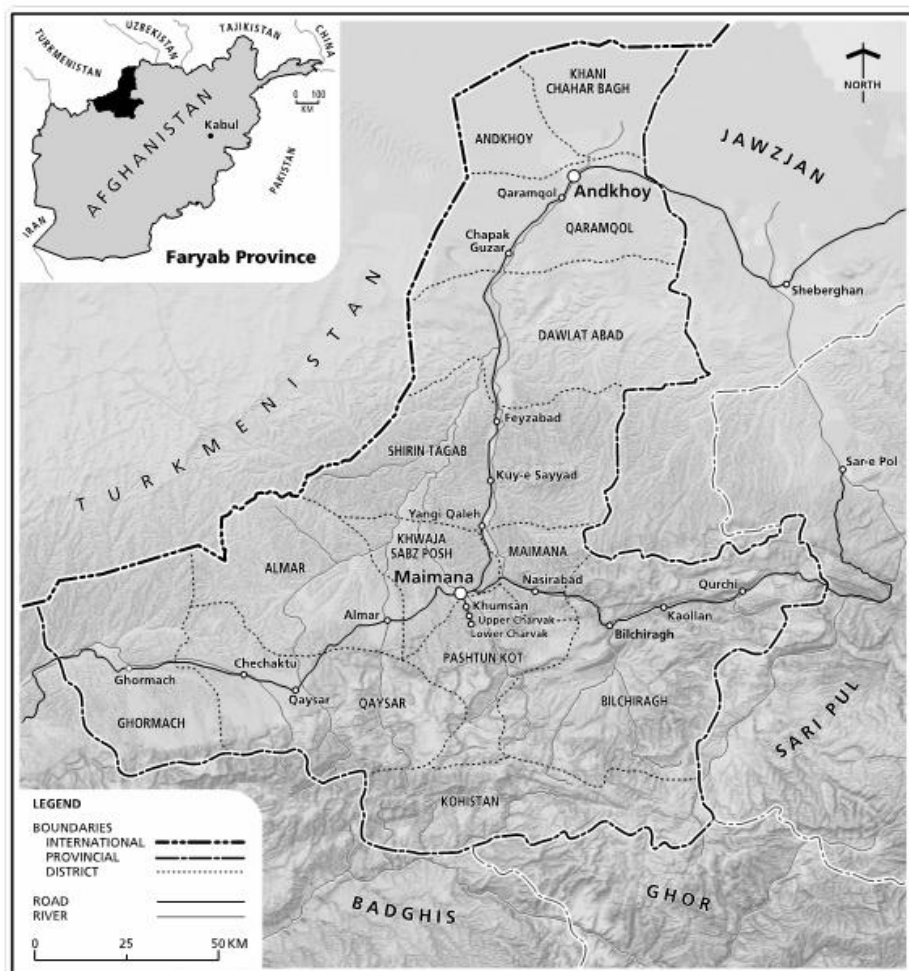 UZBEKISTAN
TAJIKISTAN
CHINA
TURKMENISTAN
0 100
KM
AFGHANISTAN
Kabul
PAKISTAN
IRAN
Faryab Province
NORTH
KHANI
CHAHAR BAGH
ANDKHOY
JAWZJAN
Andkhoy
Qaramqol
QARAMQOL
Chapak
Guzar
Sheberghan
DAWLAT ABAD
TURKMENISTAN
Feyzabad
SHIRIN TAGAB
Sar-e Pol
Kuy-e Sayyad
Yangi Qaleh
KHWAJA
SABZ POSH
MAIMANA
ALMAR
Maimana
Nasirabad
Qurchi
Khumsan
Kaollan
Almar
Upper Charvak
Lower Charvak
Bilchiragh
PASHTUN KOT
Chechaktu
Ghormach
Qaysar
QAYSAR
BILCHIRAGH
GHORMACH
SARI PUL
KOHISTAN
LEGEND
BOUNDARIES
INTERNATIONAL
PROVINCIAL
DISTRICT
ROAD
RIVER
0 25 50 KM
BADGHIS
GHOR